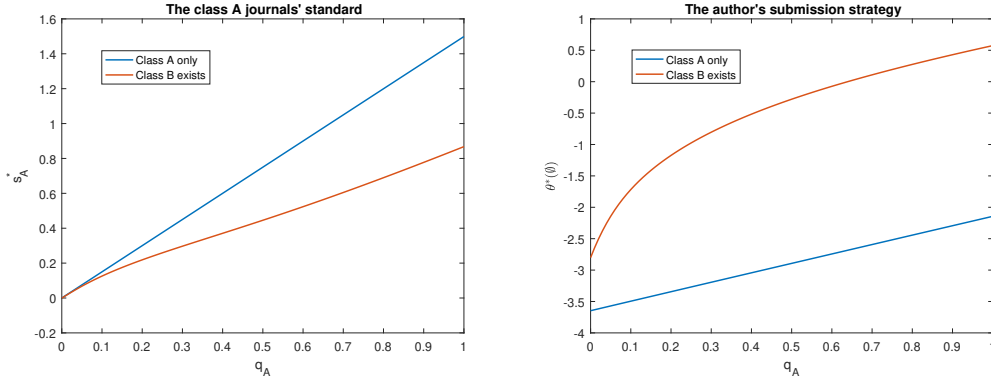 The class A journals' standard
1.6
1.4
1.2
1
0.8
0.6
0.4
0.2
0
-0.2
s*A
Class A only
Class B exists
0 0.1 0.2 0.3 0.4 0.5 0.6 0.7 0.8 0.9 1
q_A
The author's submission strategy
1
0.5
0
-0.5
-1
-1.5
-2
-2.5
-3
-3.5
-4
θ*(∅)
Class A only
Class B exists
0 0.1 0.2 0.3 0.4 0.5 0.6 0.7 0.8 0.9 1
q_A